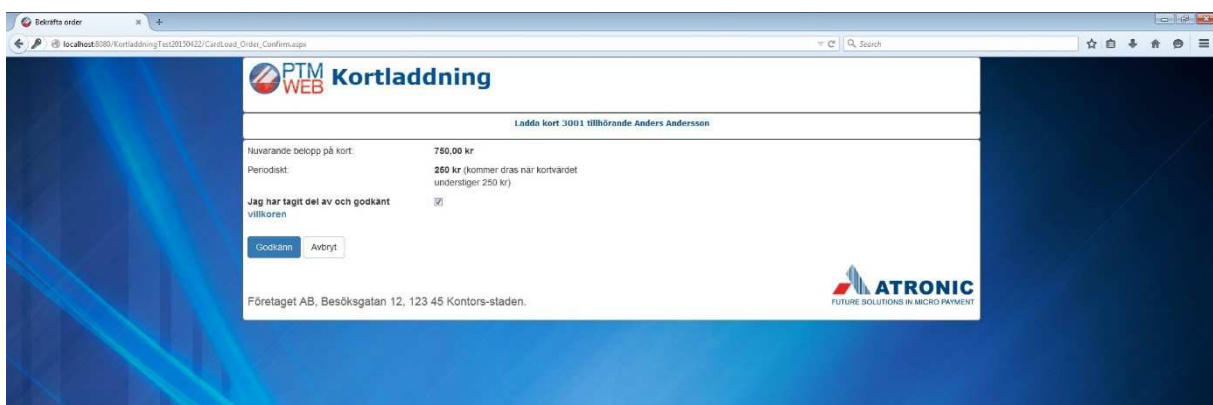 Bekräfta order
localhost:8080/KortladdningTest20150422/CardLoad_Order_Confirm.aspx
Search
PTM WEB Kortladdning
Ladda kort 3001 tillhörande Anders Andersson
Nuvarande belopp på kort: 750,00 kr
Periodiskt: 250 kr (kommer dras när kortvärdet
understiger 250 kr)
Jag har tagit del av och godkänt
villkoren
Godkänn Avbryt
ATRONIC
FUTURE SOLUTIONS IN MICRO PAYMENT
Företaget AB, Besöksgatan 12, 123 45 Kontors-staden.